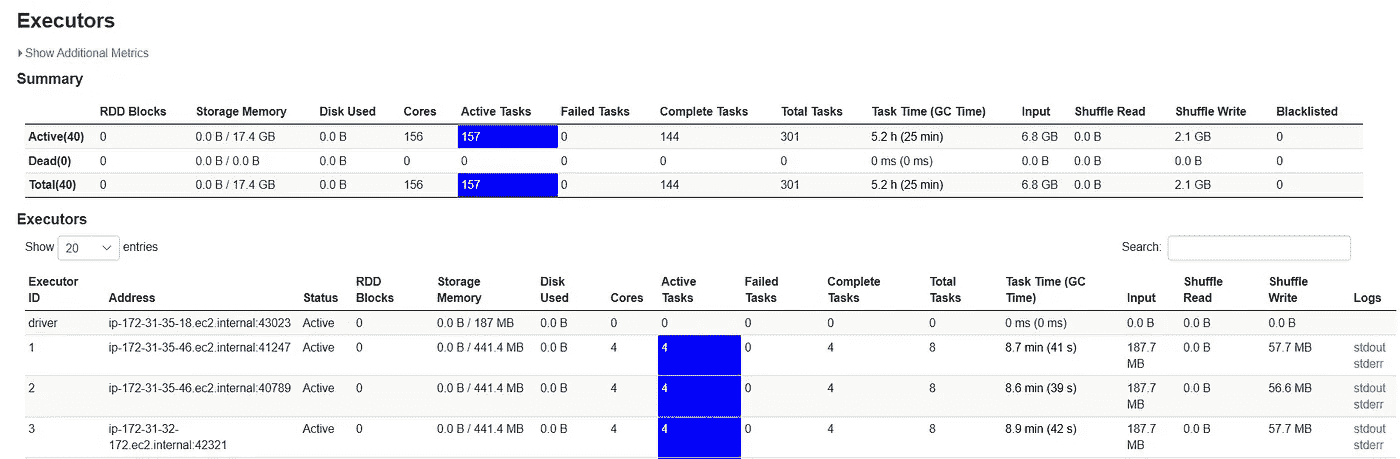 Executors
Show Additional Metrics
Summary
RDD Blocks Storage Memory Disk Used Cores Active Tasks Failed Tasks Complete Tasks Total Tasks Task Time (GC Time) Input Shuffle Read Shuffle Write Blacklisted
Active(40) 0 0.0 B / 17.4 GB 0.0 B 156 157 0 144 301 5.2 h (25 min) 6.8 GB 0.0 B 2.1 GB 0
Dead(0) 0 0.0 B / 0.0 B 0.0 B 0 0 0 0 0 0 ms (0 ms) 0.0 B 0.0 B 0.0 B 0
Total(40) 0 0.0 B / 17.4 GB 0.0 B 156 157 0 144 301 5.2 h (25 min) 6.8 GB 0.0 B 2.1 GB 0
Executors
Show 20 entries Search:
Executor RDD Storage Disk Active Failed Complete Total Task Time (GC Shuffle Shuffle
ID Address Status Blocks Memory Used Cores Tasks Tasks Tasks Tasks Time) Input Read Write Logs
driver ip-172-31-35-18.ec2.internal:43023 Active 0 0.0 B / 187 MB 0.0 B 0 0 0 0 0 0 ms (0 ms) 0.0 B 0.0 B 0.0 B
1 ip-172-31-35-46.ec2.internal:41247 Active 0 0.0 B / 441.4 MB 0.0 B 4 4 0 4 8 8.7 min (41 s) 187.7 0.0 B 57.7 MB stdout
MB stderr
2 ip-172-31-35-46.ec2.internal:40789 Active 0 0.0 B / 441.4 MB 0.0 B 4 4 0 4 8 8.6 min (39 s) 187.7 0.0 B 56.6 MB stdout
MB stderr
3 ip-172-31-32- Active 0 0.0 B / 441.4 MB 0.0 B 4 4 0 4 8 8.9 min (42 s) 187.7 0.0 B 57.7 MB stdout
172.ec2.internal:42321 MB stderr